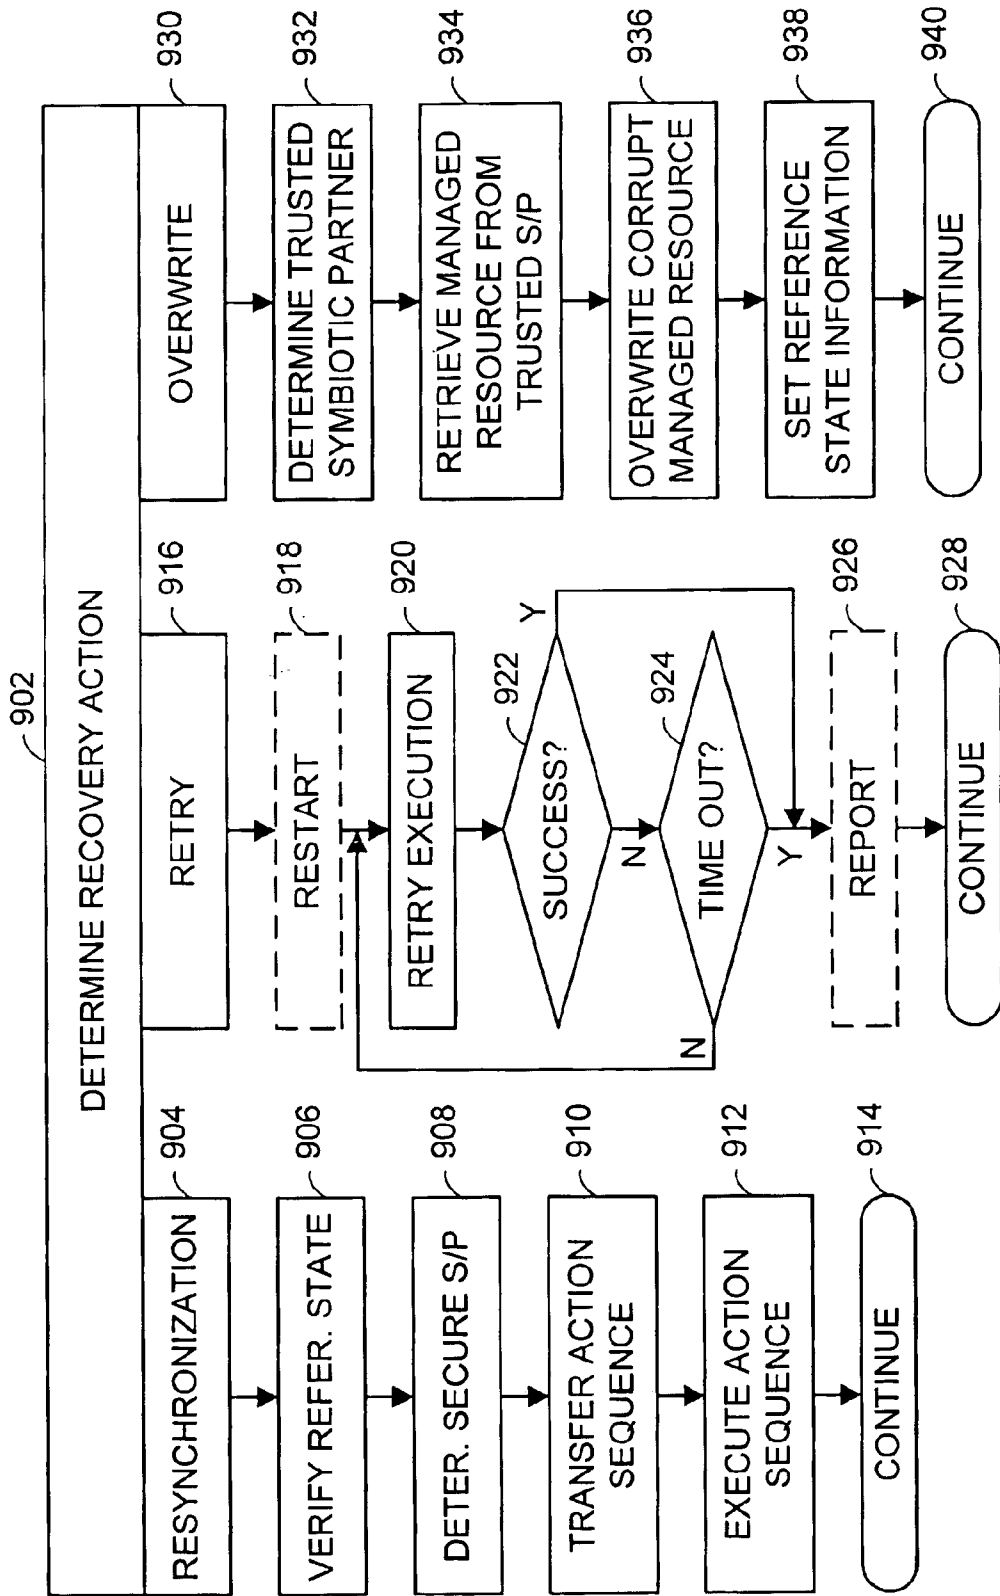 902
DETERMINE RECOVERY ACTION
904
RESYNCHRONIZATION
906
VERIFY REFER. STATE
908
DETER. SECURE S/P
910
TRANSFER ACTION
SEQUENCE
912
EXECUTE ACTION
SEQUENCE
914
CONTINUE
916
RETRY
918
RESTART
920
RETRY EXECUTION
922
SUCCESS?
Y
N
924
TIME OUT?
N
Y
926
REPORT
928
CONTINUE
930
OVERWRITE
932
DETERMINE TRUSTED
SYMBIOTIC PARTNER
934
RETRIEVE MANAGED
RESOURCE FROM
TRUSTED S/P
936
OVERWRITE CORRUPT
MANAGED RESOURCE
938
SET REFERENCE
STATE INFORMATION
940
CONTINUE